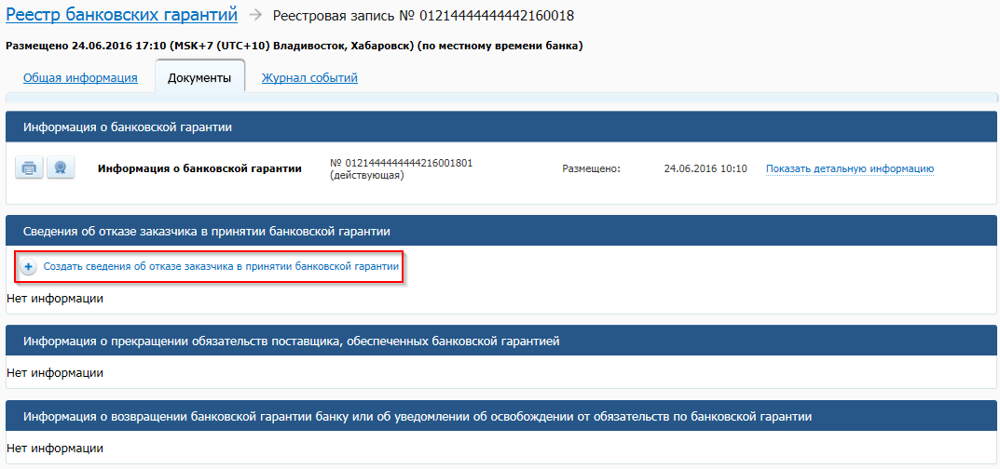 Реестр банковских гарантий → Реестровая запись № 01214444444442160018
Размещено 24.06.2016 17:10 (MSK+7 (UTC+10) Владивосток, Хабаровск) (по местному времени банка)
Общая информация Документы Журнал событий
Информация о банковской гарантии
Информация о банковской гарантии № 0121444444444216001801 (действующая) Размещено: 24.06.2016 10:10 Показать детальную информацию
Сведения об отказе заказчика в принятии банковской гарантии
Создать сведения об отказе заказчика в принятии банковской гарантии
Нет информации
Информация о прекращении обязательств поставщика, обеспеченных банковской гарантией
Нет информации
Информация о возвращении банковской гарантии банку или об уведомлении об освобождении от обязательств по банковской гарантии
Нет информации